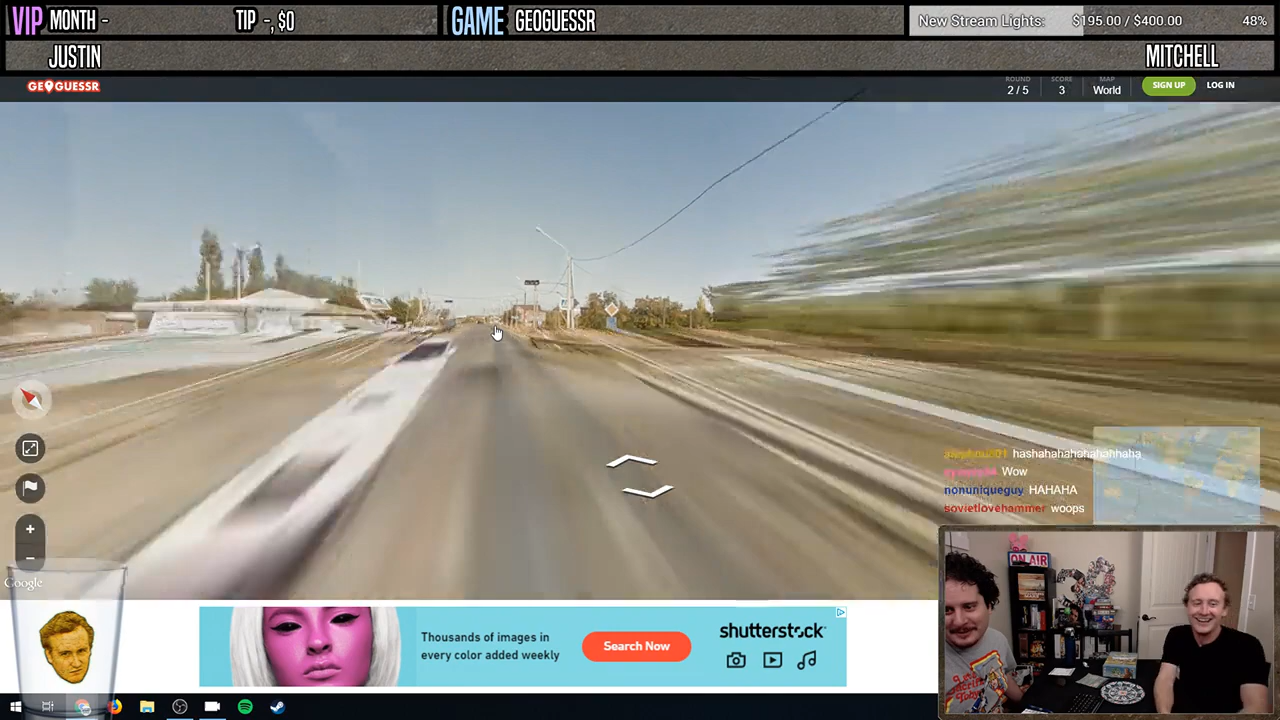 VIP MONTH -
TIP -, $0
GAME GEOGUESSR
New Stream Lights: $195.00 / $400.00 48%
JUSTIN
MITCHELL
GEOGUESSR
ROUND
2 / 5
SCORE
3
MAP
World
SIGN UP
LOG IN
hashahahahahahhaha
Wow
nonuniqueguy HAHAHA
sovietlovehammer woops
ON AIR
Google
Thousands of images in
every color added weekly
Search Now
shutterstock